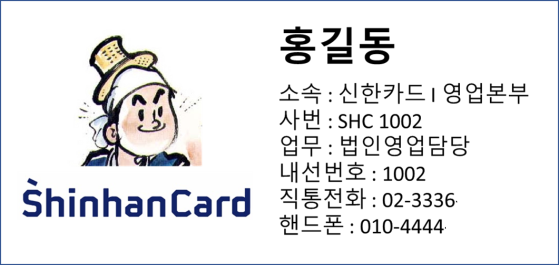 홍길동
소속 : 신한카드 I 영업본부
사번 : SHC 1002
업무 : 법인영업담당
내선번호 : 1002
직통전화 : 02-3336
핸드폰 : 010-4444
ShinhanCard